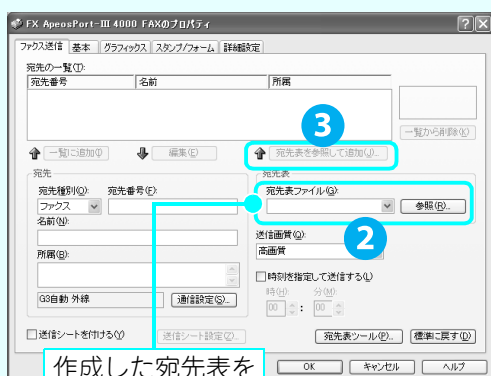 FX ApeosPort-III 4000 FAXのプロパティ
ファクス送信 基本 グラフィックス スタンプ/フォーム 詳細設定
宛先の一覧(T):
宛先番号 名前 所属
3
一覧から削除(K)
一覧に追加(I) 編集(E) 宛先表を参照して追加(J)...
宛先 宛先表
宛先種別(O): 宛先番号(F): 宛先表ファイル(G):
ファクス 参照(R)...
名前(N):
2
送信画質(Q):
所属(B): 高画質
時刻を指定して送信する(L)
時(H): 分(M):
G3自動 外線 通信設定(S)... 00 : 00
送信シートを付ける(Y) 送信シート設定(Z)... 宛先表ツール(P)... 標準に戻す(D)
作成した宛先表を
OK キャンセル ヘルプ